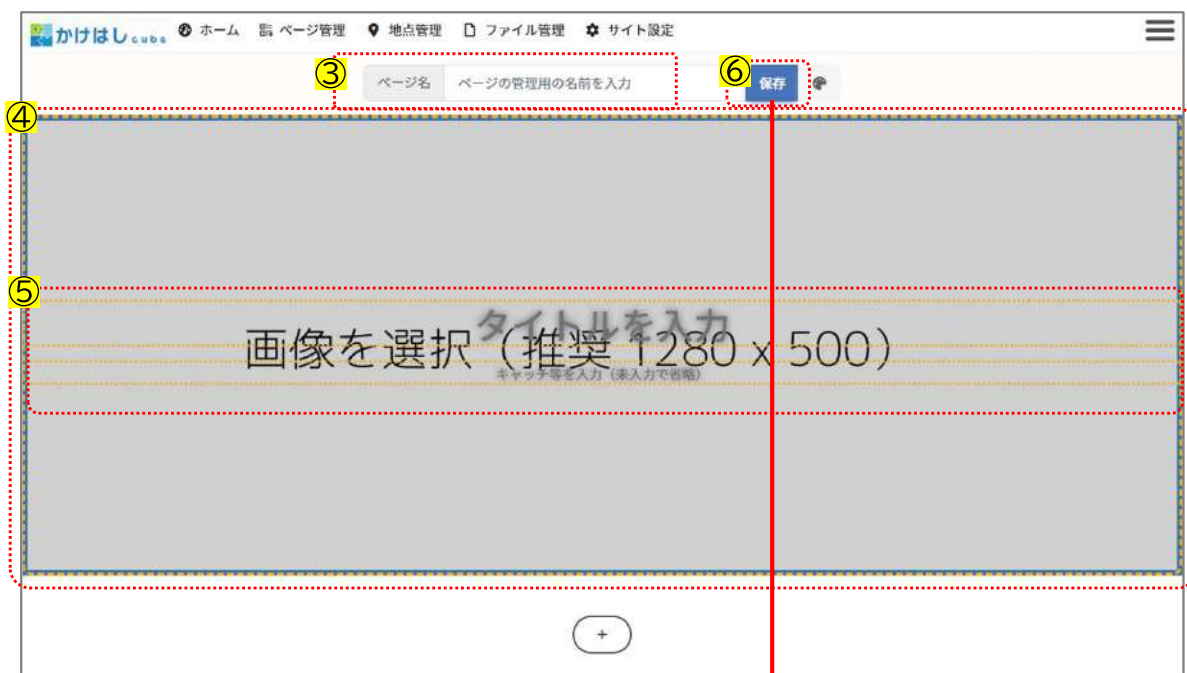 かけはしcube ホーム ページ管理 地点管理 ファイル管理 サイト設定
③ ページ名 ページの管理用の名前を入力 ⑥ 保存
④
⑤
タイトルを入力
画像を選択（推奨 1280 x 500）
キャッチ等を入力（未入力で省略）
+